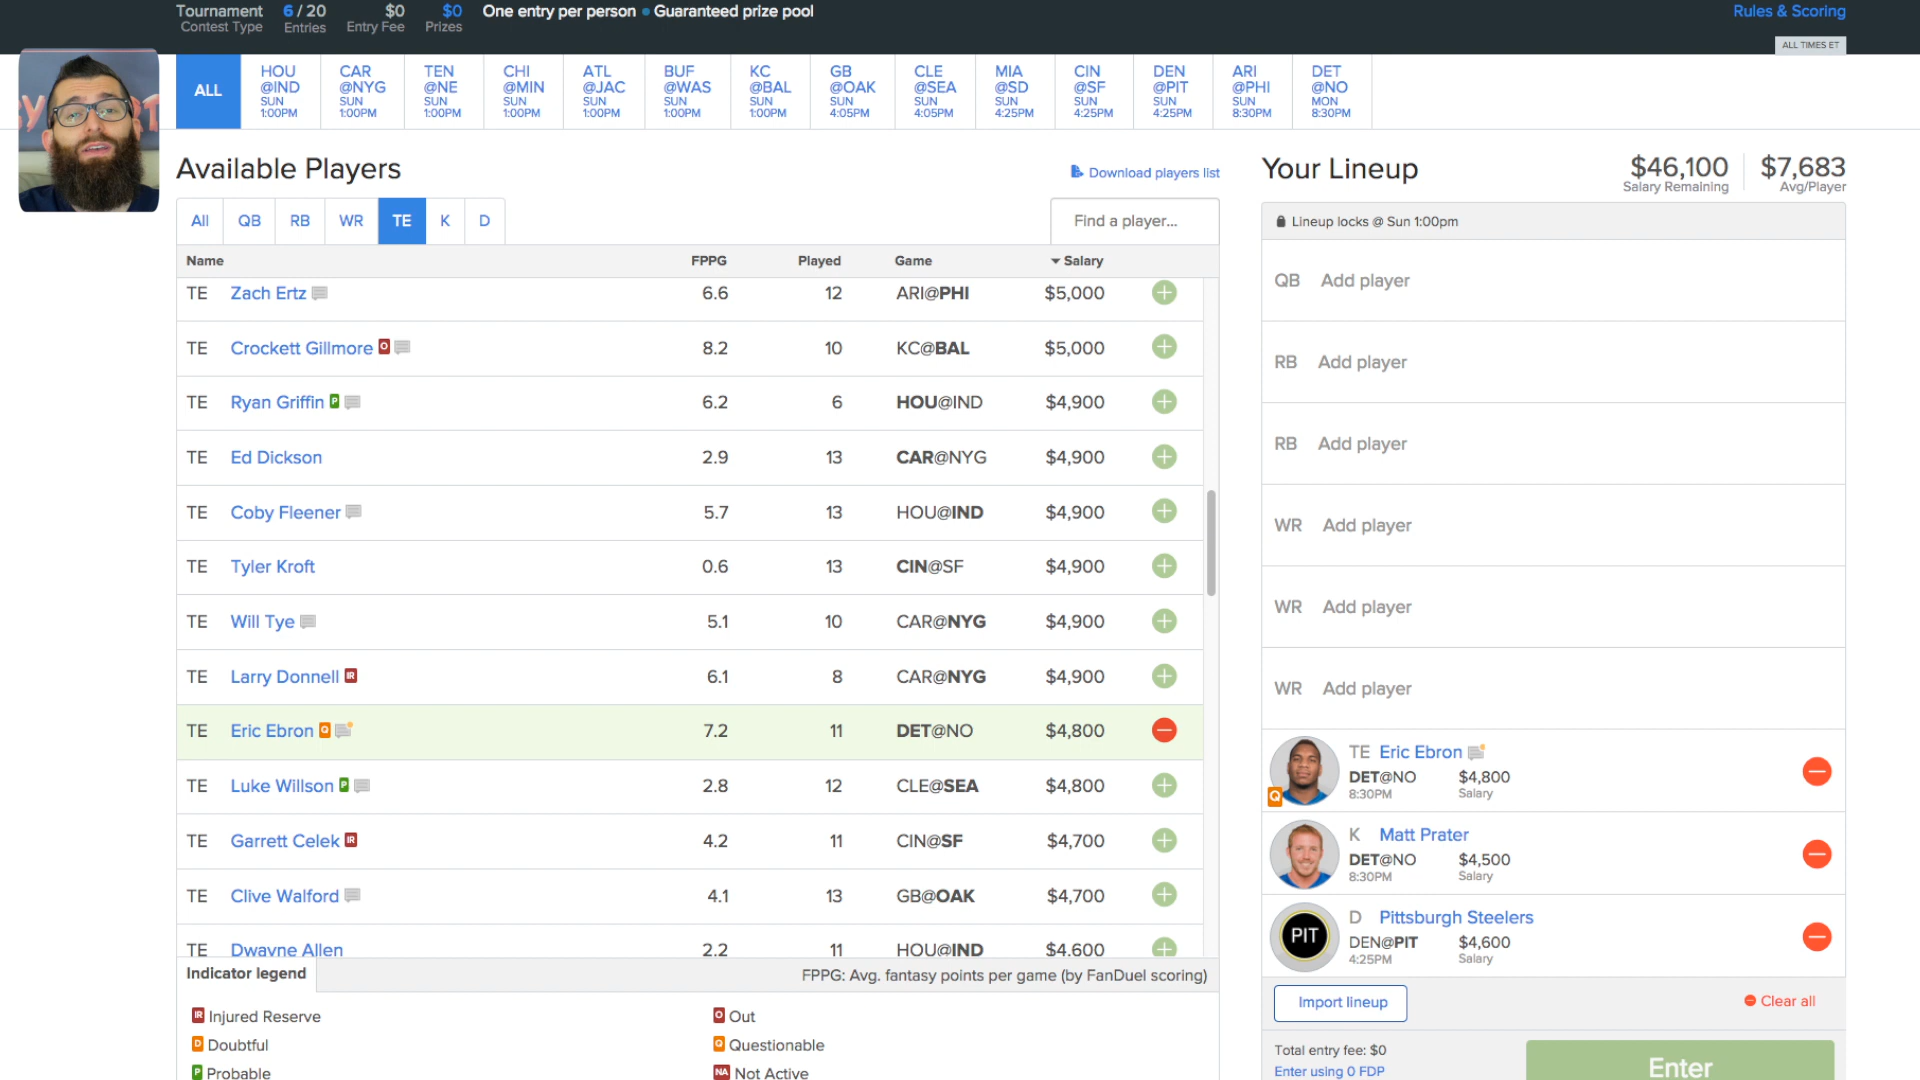 Tournament 6 / 20 $0 $0 One entry per person • Guaranteed prize pool Rules & Scoring
Contest Type Entries Entry Fee Prizes
ALL TIMES ET
ALL
HOU @IND SUN 1:00PM
CAR @NYG SUN 1:00PM
TEN @NE SUN 1:00PM
CHI @MIN SUN 1:00PM
ATL @JAC SUN 1:00PM
BUF @WAS SUN 1:00PM
KC @BAL SUN 1:00PM
GB @OAK SUN 4:05PM
CLE @SEA SUN 4:05PM
MIA @SD SUN 4:25PM
CIN @SF SUN 4:25PM
DEN @PIT SUN 4:25PM
ARI @PHI SUN 8:30PM
DET @NO MON 8:30PM
Available Players Download players list
All QB RB WR TE K D Find a player...
Name FPPG Played Game Salary
TE Zach Ertz 6.6 12 ARI@PHI $5,000
TE Crockett Gillmore O 8.2 10 KC@BAL $5,000
TE Ryan Griffin P 6.2 6 HOU@IND $4,900
TE Ed Dickson 2.9 13 CAR@NYG $4,900
TE Coby Fleener 5.7 13 HOU@IND $4,900
TE Tyler Kroft 0.6 13 CIN@SF $4,900
TE Will Tye 5.1 10 CAR@NYG $4,900
TE Larry Donnell IR 6.1 8 CAR@NYG $4,900
TE Eric Ebron Q 7.2 11 DET@NO $4,800
TE Luke Willson P 2.8 12 CLE@SEA $4,800
TE Garrett Celek IR 4.2 11 CIN@SF $4,700
TE Clive Walford 4.1 13 GB@OAK $4,700
TE Dwayne Allen 2.2 11 HOU@IND $4,600
Indicator legend FPPG: Avg. fantasy points per game (by FanDuel scoring)
IR Injured Reserve O Out
D Doubtful Q Questionable
P Probable NA Not Active
Your Lineup $46,100 $7,683
Salary Remaining Avg/Player
Lineup locks @ Sun 1:00pm
QB Add player
RB Add player
RB Add player
WR Add player
WR Add player
WR Add player
TE Eric Ebron
DET@NO $4,800
Q 8:30PM Salary
K Matt Prater
DET@NO $4,500
8:30PM Salary
D Pittsburgh Steelers
PIT DEN@PIT $4,600
4:25PM Salary
Import lineup Clear all
Total entry fee: $0
Enter using 0 FDP
Enter